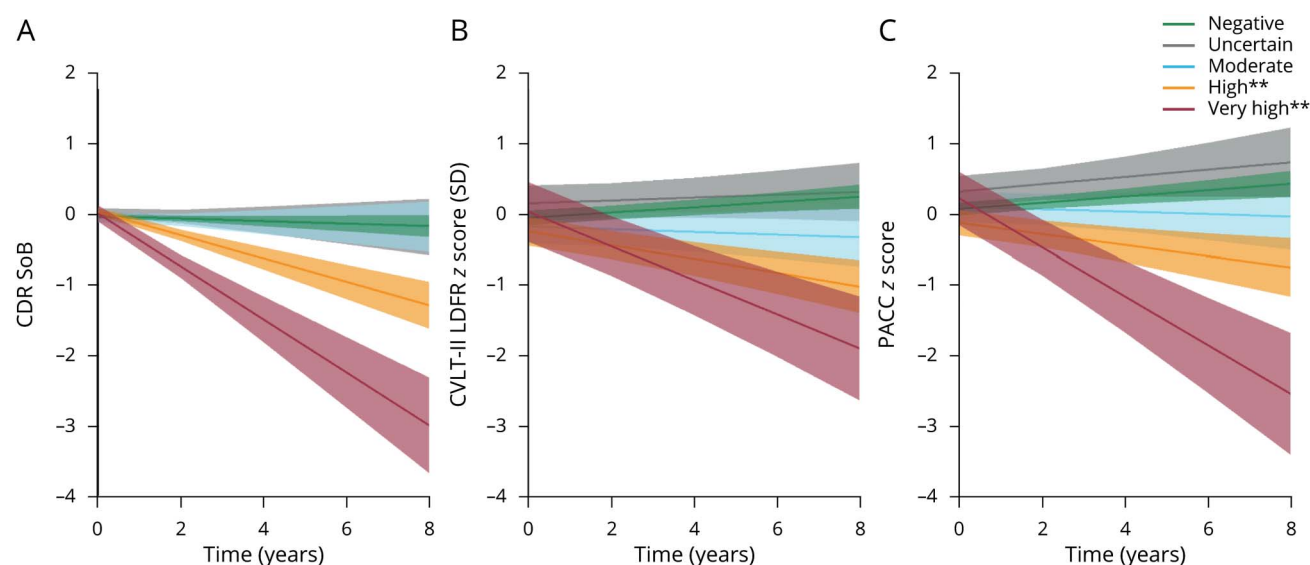 A
B
C
Negative
Uncertain
Moderate
High**
Very high**
CDR SoB
2
1
0
–1
–2
–3
–4
0
2
4
6
8
Time (years)
CVLT-II LDFR z score (SD)
2
1
0
–1
–2
–3
–4
0
2
4
6
8
Time (years)
PACC z score
2
1
0
–1
–2
–3
–4
0
2
4
6
8
Time (years)